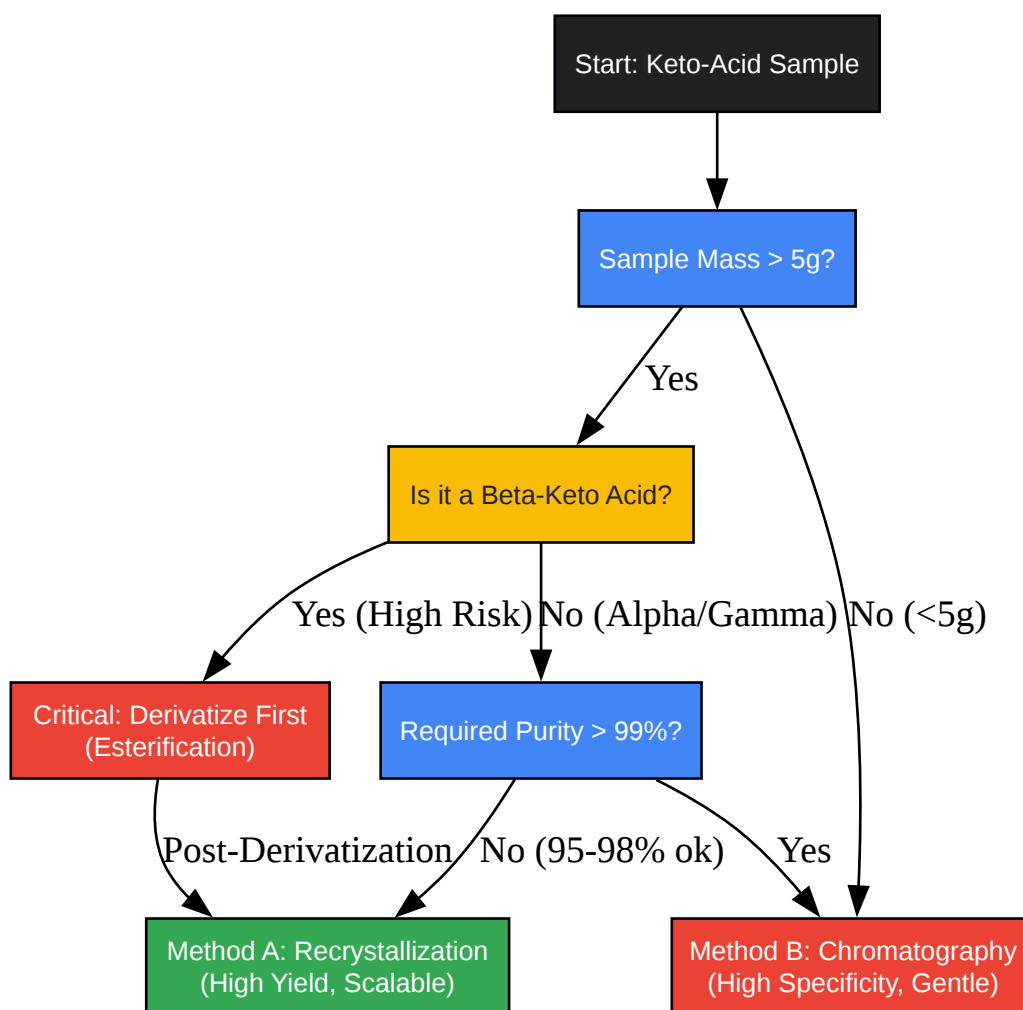 Start: Keto-Acid Sample
Sample Mass > 5g?
Yes
Is it a Beta-Keto Acid?
Yes (High Risk)
No (Alpha/Gamma)
No (<5g)
Critical: Derivatize First
(Esterification)
Required Purity > 99%?
Post-Derivatization
No (95-98% ok)
Yes
Method A: Recrystallization
(High Yield, Scalable)
Method B: Chromatography
(High Specificity, Gentle)